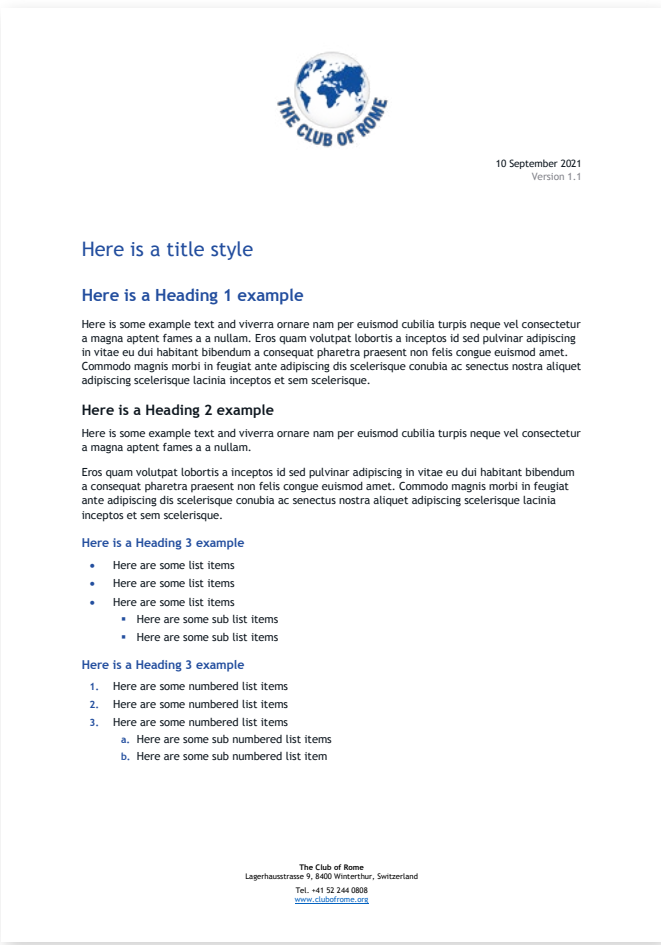 THE CLUB OF ROME
10 September 2021
Version 1.1
Here is a title style
Here is a Heading 1 example
Here is some example text and viverra ornare nam per euismod cubilia turpis neque vel consectetur
a magna aptent fames a a nullam. Eros quam volutpat lobortis a inceptos id sed pulvinar adipiscing
in vitae eu dui habitant bibendum a consequat pharetra praesent non felis congue euismod amet.
Commodo magnis morbi in feugiat ante adipiscing dis scelerisque conubia ac senectus nostra aliquet
adipiscing scelerisque lacinia inceptos et sem scelerisque.
Here is a Heading 2 example
Here is some example text and viverra ornare nam per euismod cubilia turpis neque vel consectetur
a magna aptent fames a a nullam.
Eros quam volutpat lobortis a inceptos id sed pulvinar adipiscing in vitae eu dui habitant bibendum
a consequat pharetra praesent non felis congue euismod amet. Commodo magnis morbi in feugiat
ante adipiscing dis scelerisque conubia ac senectus nostra aliquet adipiscing scelerisque lacinia
inceptos et sem scelerisque.
Here is a Heading 3 example
• Here are some list items
• Here are some list items
• Here are some list items
▪ Here are some sub list items
▪ Here are some sub list items
Here is a Heading 3 example
1. Here are some numbered list items
2. Here are some numbered list items
3. Here are some numbered list items
a. Here are some sub numbered list items
b. Here are some sub numbered list item
The Club of Rome
Lagerhausstrasse 9, 8400 Winterthur, Switzerland
Tel. +41 52 244 0808
www.clubofrome.org